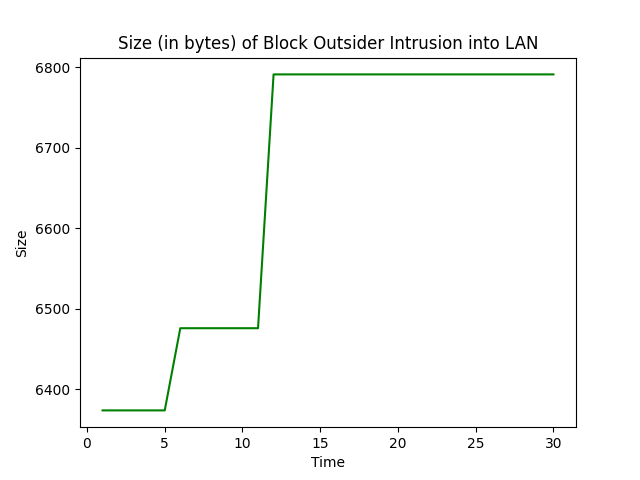 Size (in bytes) of Block Outsider Intrusion into LAN
6800
6700
6600
6500
6400
Size
0 5 10 15 20 25 30
Time